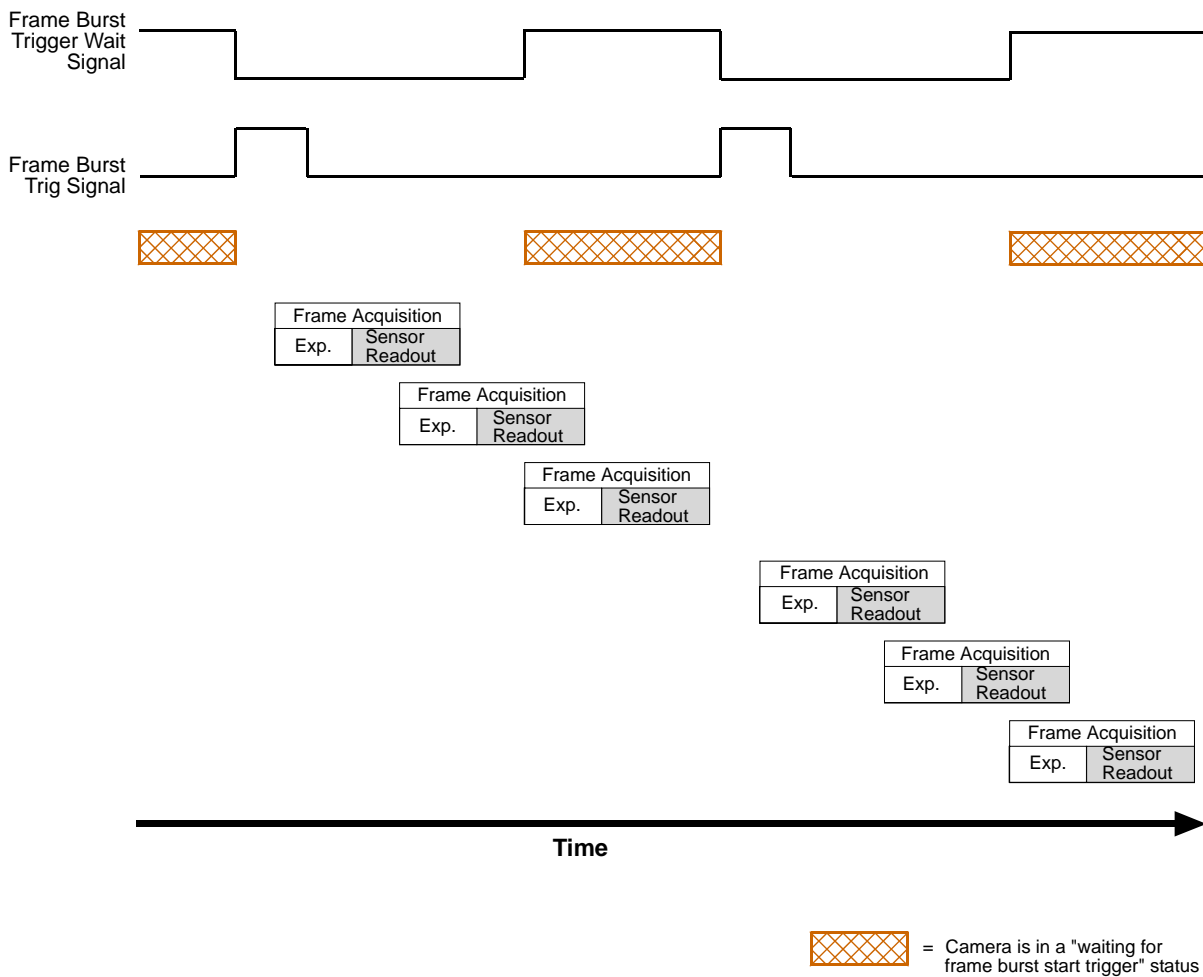 Frame Burst
Trigger Wait
Signal
Frame Burst
Trig Signal
Frame Acquisition
Exp.
Sensor
Readout
Frame Acquisition
Exp.
Sensor
Readout
Frame Acquisition
Exp.
Sensor
Readout
Frame Acquisition
Exp.
Sensor
Readout
Frame Acquisition
Exp.
Sensor
Readout
Frame Acquisition
Exp.
Sensor
Readout
Time
= Camera is in a "waiting for
frame burst start trigger" status